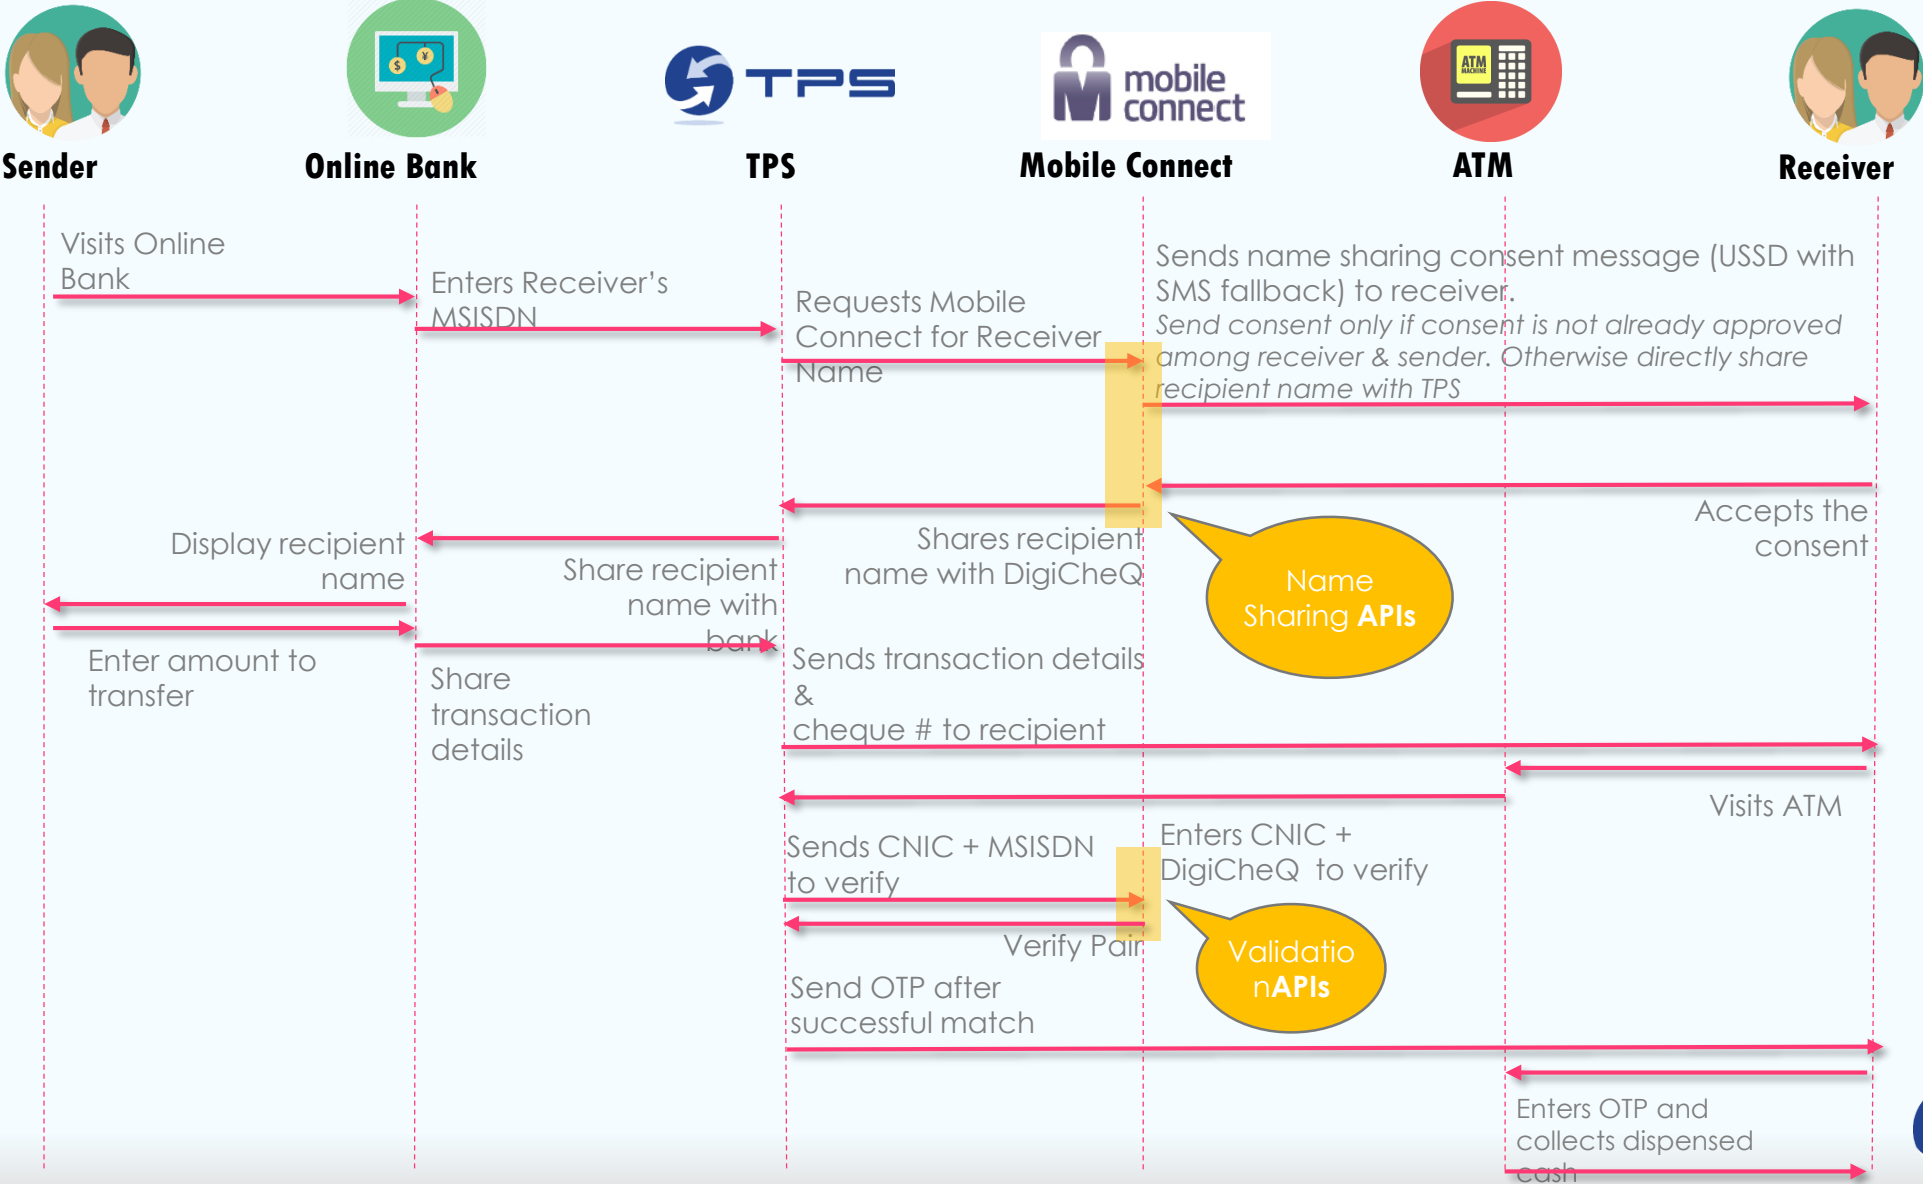 $
¥
TPS
mobile
connect
ATM
MACHINE
Sender
Online Bank
TPS
Mobile Connect
ATM
Receiver
Visits Online
Bank
Enters Receiver’s
MSISDN
Requests Mobile
Connect for Receiver
Name
Sends name sharing consent message (USSD with
SMS fallback) to receiver.
Send consent only if consent is not already approved
among receiver & sender. Otherwise directly share
recipient name with TPS
Accepts the
consent
Shares recipient
name with DigiCheQ
Name
Sharing APIs
Share recipient
name with
bank
Display recipient
name
Enter amount to
transfer
Share
transaction
details
Sends transaction details
&
cheque # to recipient
Visits ATM
Enters CNIC +
DigiCheQ to verify
Sends CNIC + MSISDN
to verify
Verify Pair
Validatio
nAPIs
Send OTP after
successful match
Enters OTP and
collects dispensed
cash